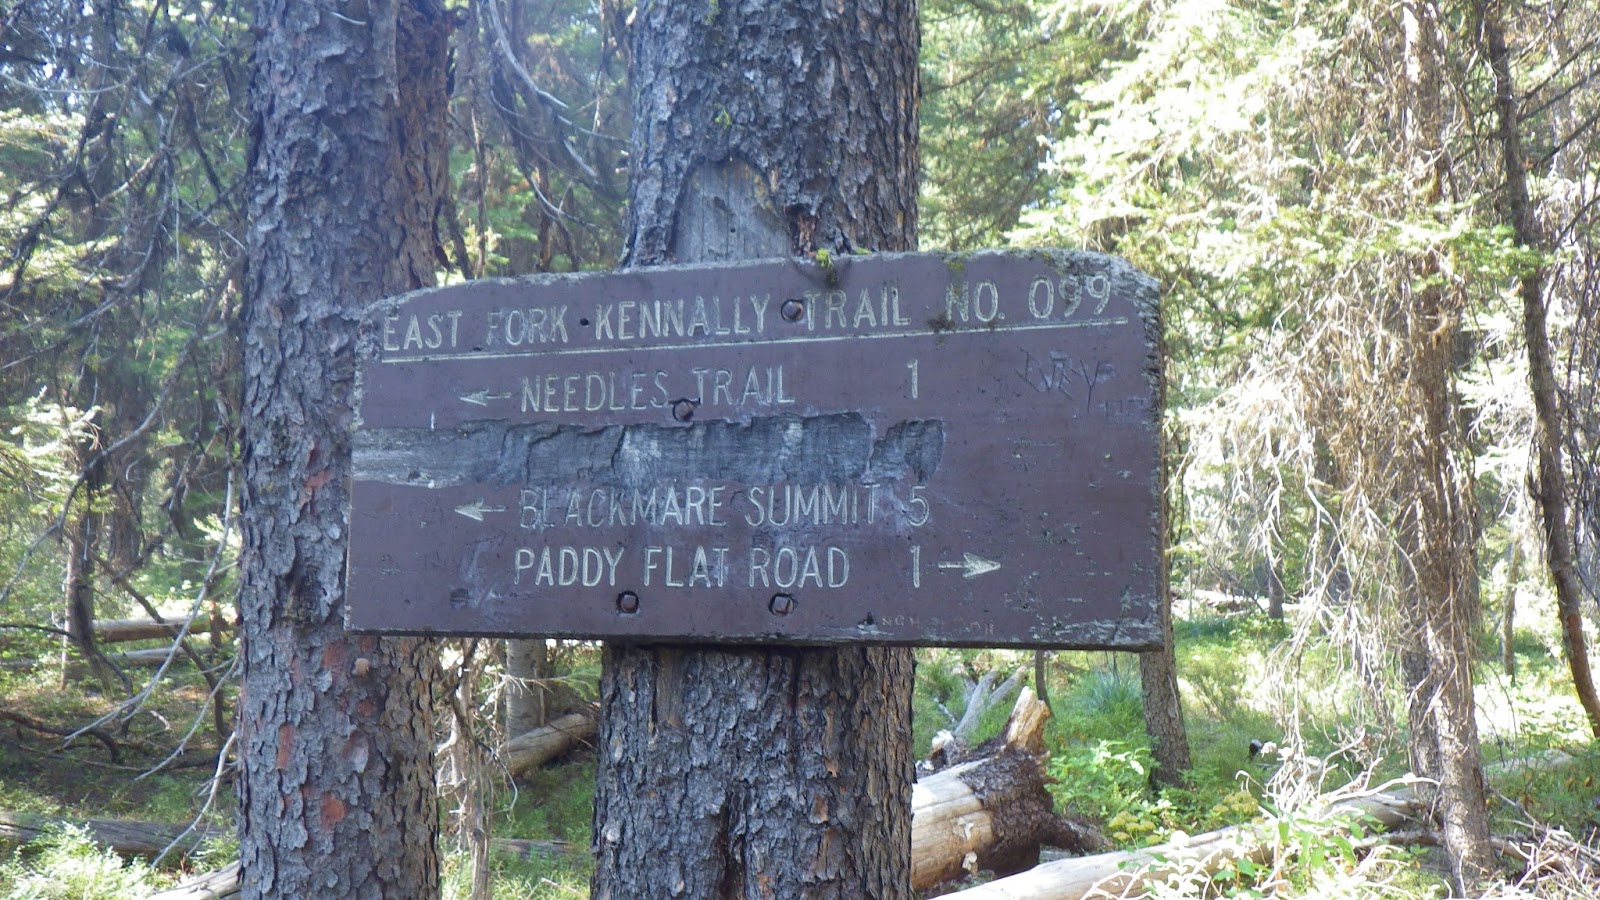 EAST FORK KENNALLY TRAIL NO. 099
← NEEDLES TRAIL 1
← BLACKMARE SUMMIT 5
PADDY FLAT ROAD 1 →